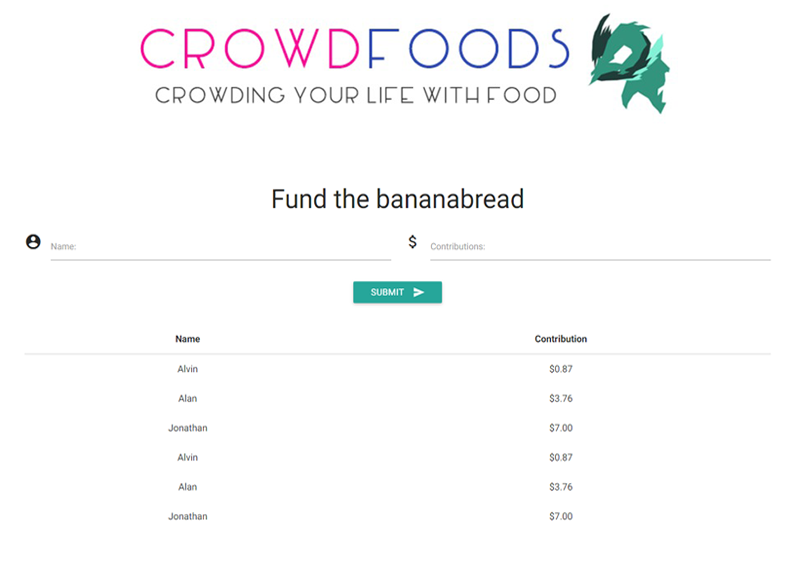 CROWDFOODS
CROWDING YOUR LIFE WITH FOOD
Fund the bananabread
Name: $ Contributions:
SUBMIT
Name Contribution
Alvin $0.87
Alan $3.76
Jonathan $7.00
Alvin $0.87
Alan $3.76
Jonathan $7.00